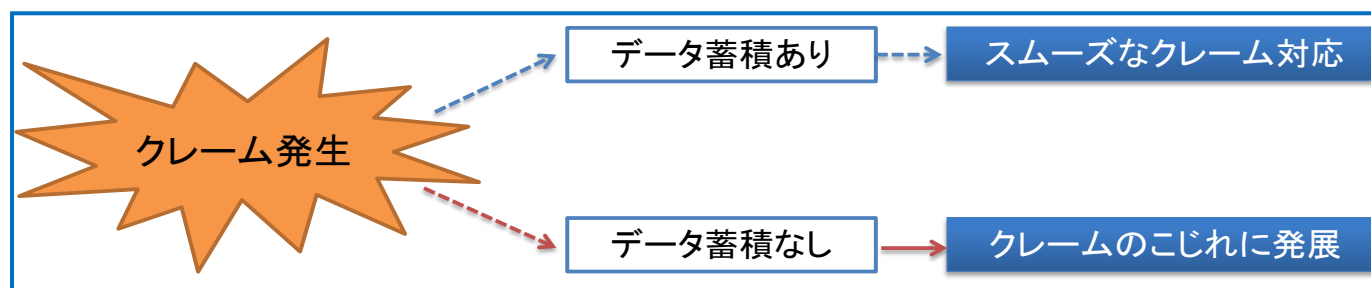 クレーム発生
データ蓄積あり
スムーズなクレーム対応
データ蓄積なし
クレームのこじれに発展